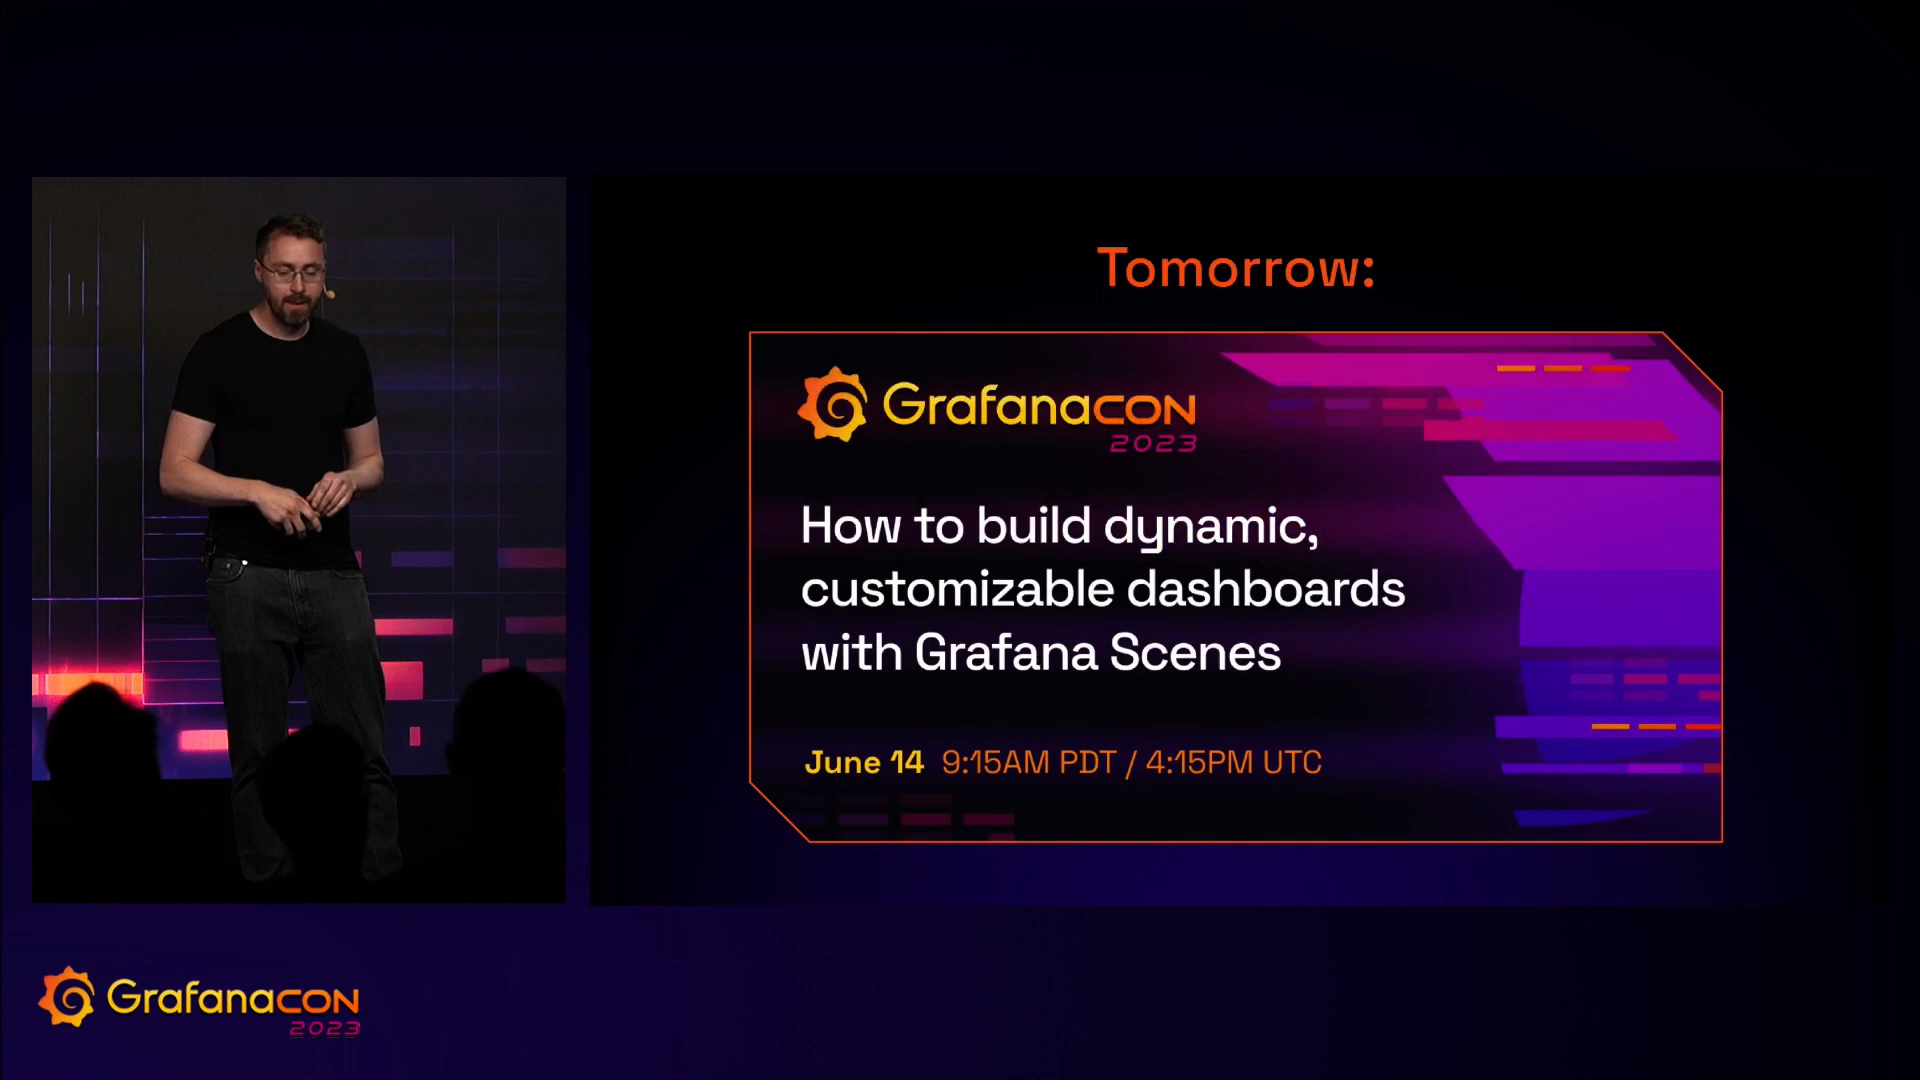 Tomorrow:
GrafanaCON
2023
How to build dynamic,
customizable dashboards
with Grafana Scenes
June 14 9:15AM PDT / 4:15PM UTC
GrafanaCON
2023